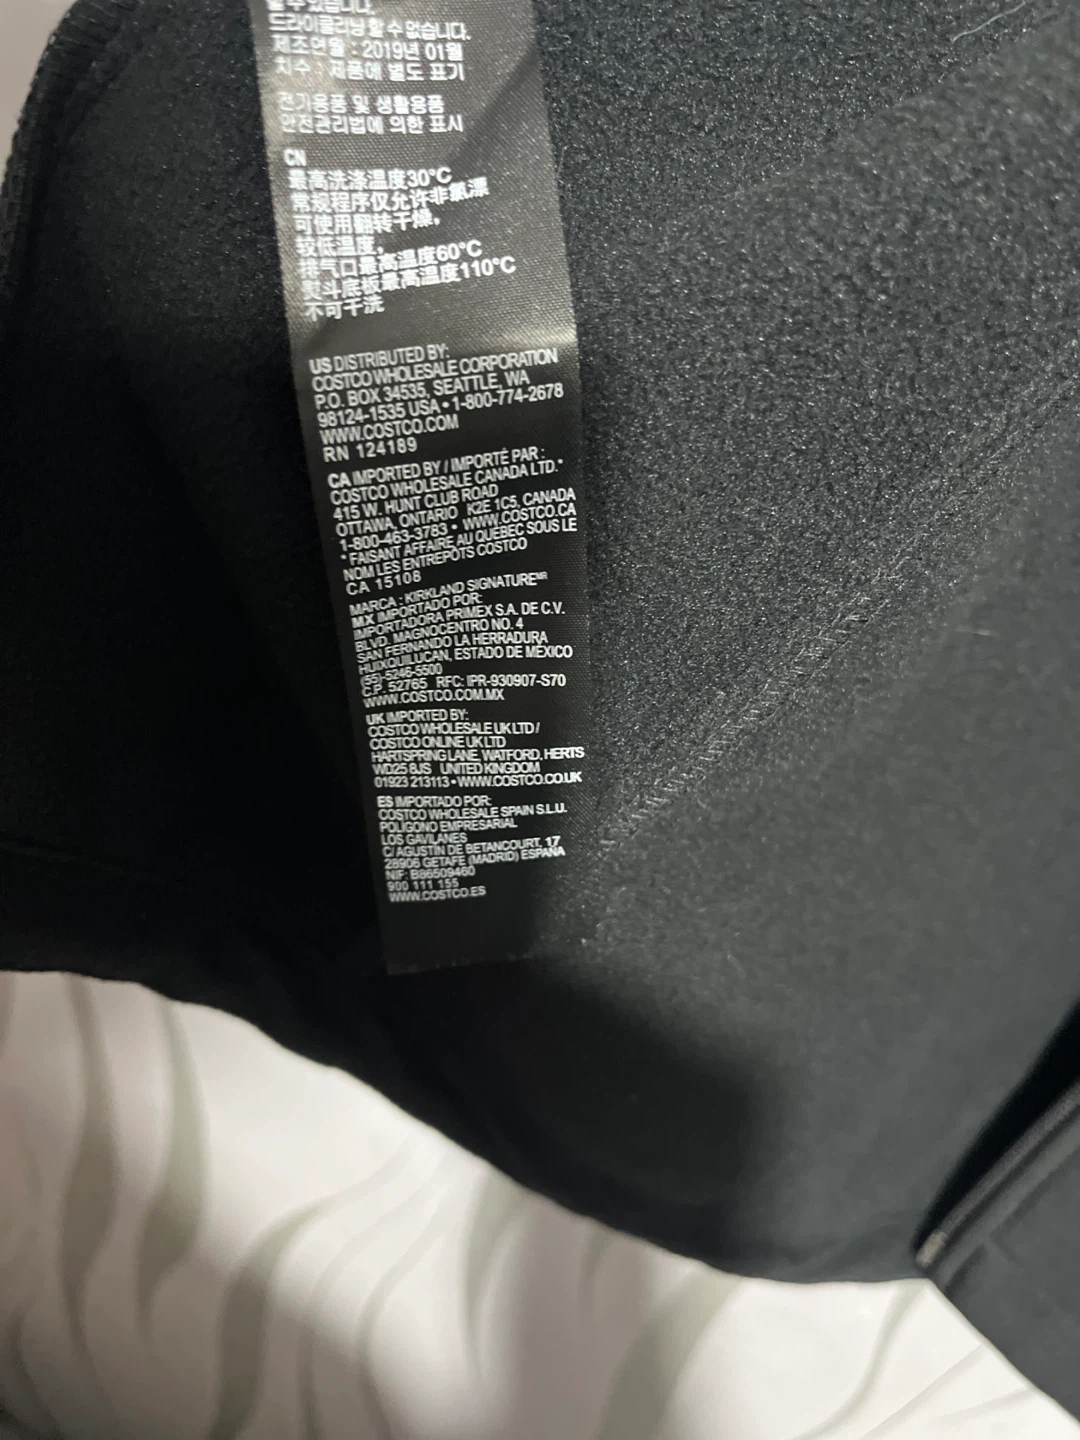 할 수 있습니다.
드라이클리닝 할 수 없습니다.
제조연월 : 2019년 01월
치수 : 제품에 별도 표기
전기용품 및 생활용품
안전관리법에 의한 표시
CN
最高洗涤温度30°C
常规程序仅允许非氯漂
可使用翻转干燥,
较低温度,
排气口最高温度60°C
熨斗底板最高温度110°C
不可干洗
US DISTRIBUTED BY:
COSTCO WHOLESALE CORPORATION
P.O. BOX 34535, SEATTLE, WA
98124-1535 USA • 1-800-774-2678
WWW.COSTCO.COM
RN 124189
CA IMPORTED BY / IMPORTÉ PAR :
COSTCO WHOLESALE CANADA LTD.*
415 W. HUNT CLUB ROAD
OTTAWA, ONTARIO K2E 1C5, CANADA
1-800-463-3783 • WWW.COSTCO.CA
* FAISANT AFFAIRE AU QUÉBEC SOUS LE
NOM LES ENTREPÔTS COSTCO
CA 15108
MARCA : KIRKLAND SIGNATURE MR
MX IMPORTADO POR:
IMPORTADORA PRIMEX S.A. DE C.V.
BLVD. MAGNOCENTRO NO. 4
SAN FERNANDO LA HERRADURA
HUIXQUILUCAN, ESTADO DE MÉXICO
(55)-5246-5500
C.P. 52765 RFC: IPR-930907-S70
WWW.COSTCO.COM.MX
UK IMPORTED BY:
COSTCO WHOLESALE UK LTD /
COSTCO ONLINE UK LTD
HARTSPRING LANE, WATFORD, HERTS
WD25 8JS UNITED KINGDOM
01923 213113 • WWW.COSTCO.CO.UK
ES IMPORTADO POR:
COSTCO WHOLESALE SPAIN S.L.U.
POLÍGONO EMPRESARIAL
LOS GAVILANES
C/ AGUSTÍN DE BETANCOURT, 17
28906 GETAFE (MADRID) ESPAÑA
NIF: B86509460
900 111 155
WWW.COSTCO.ES